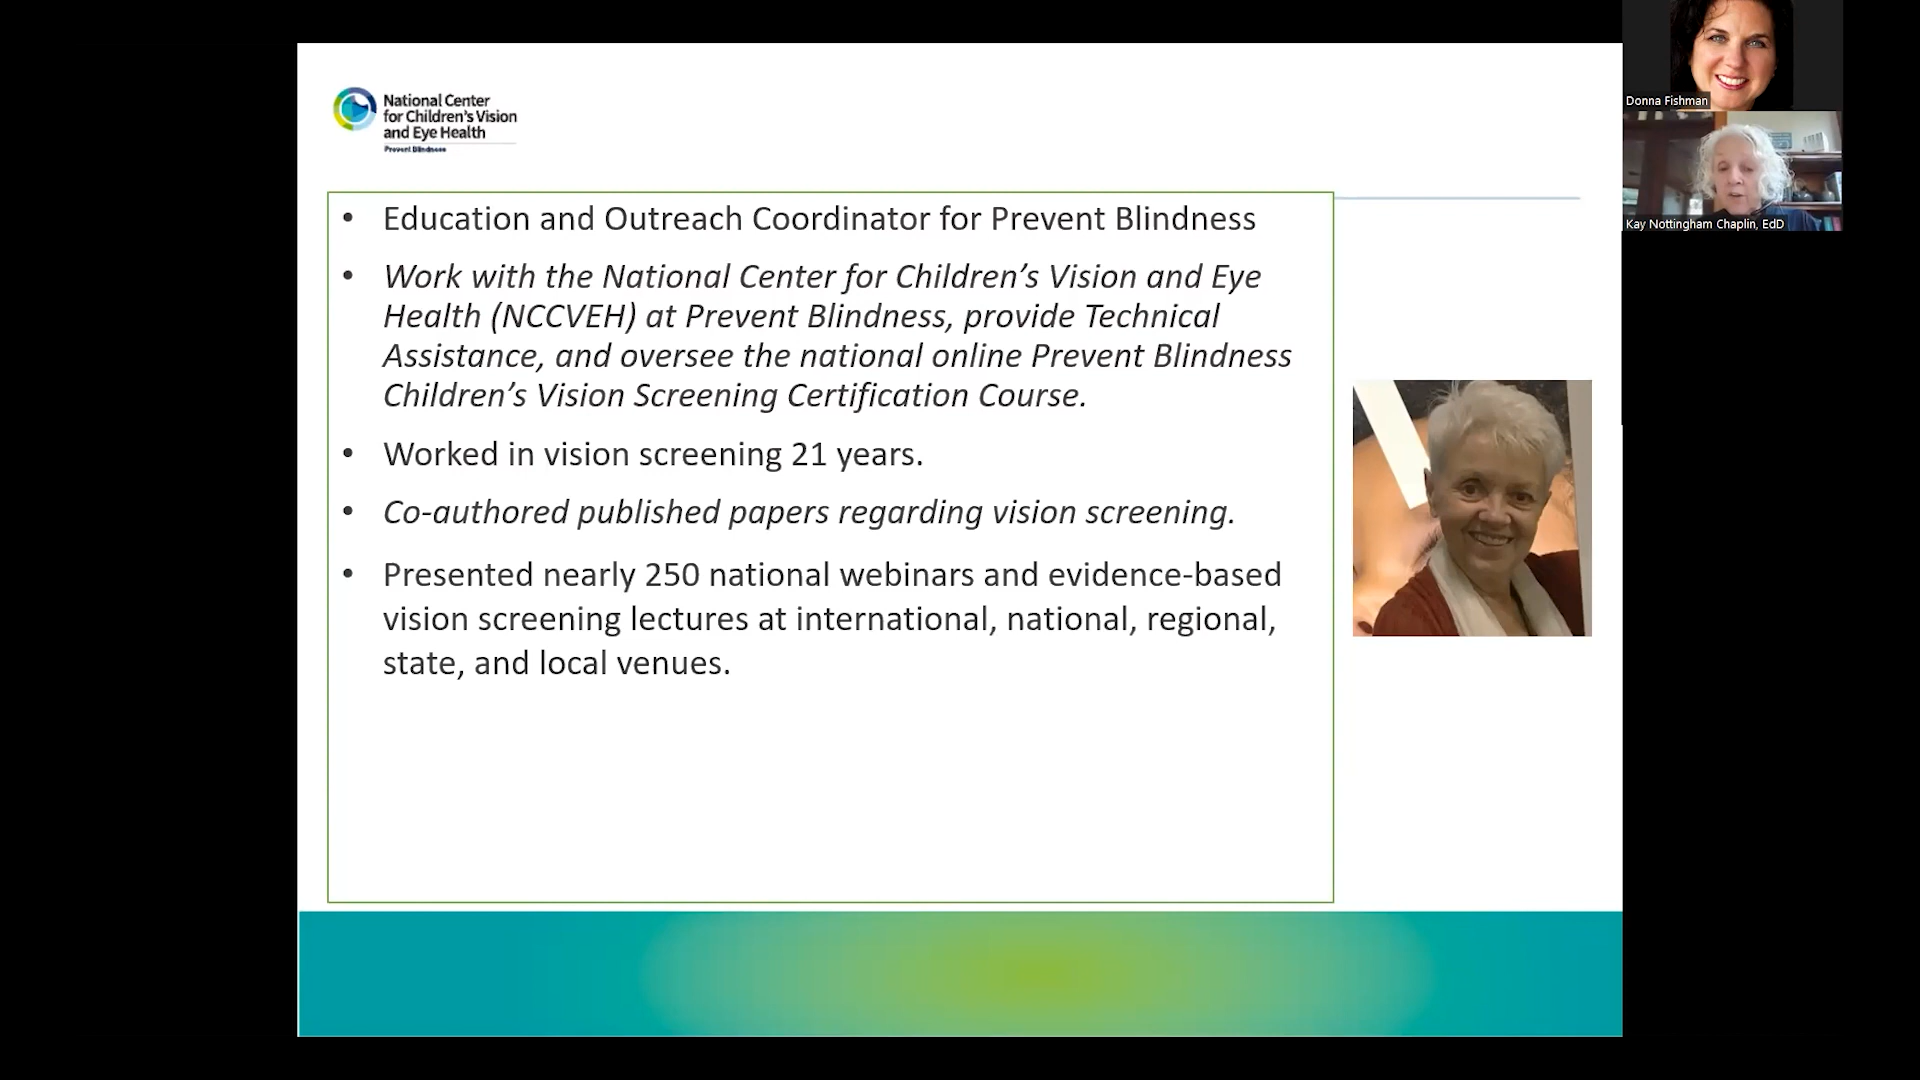 National Center
for Children's Vision
and Eye Health
Prevent Blindness
• Education and Outreach Coordinator for Prevent Blindness
• Work with the National Center for Children’s Vision and Eye
Health (NCCVEH) at Prevent Blindness, provide Technical
Assistance, and oversee the national online Prevent Blindness
Children’s Vision Screening Certification Course.
• Worked in vision screening 21 years.
• Co-authored published papers regarding vision screening.
• Presented nearly 250 national webinars and evidence-based
vision screening lectures at international, national, regional,
state, and local venues.
Donna Fishman
Kay Nottingham Chaplin, EdD